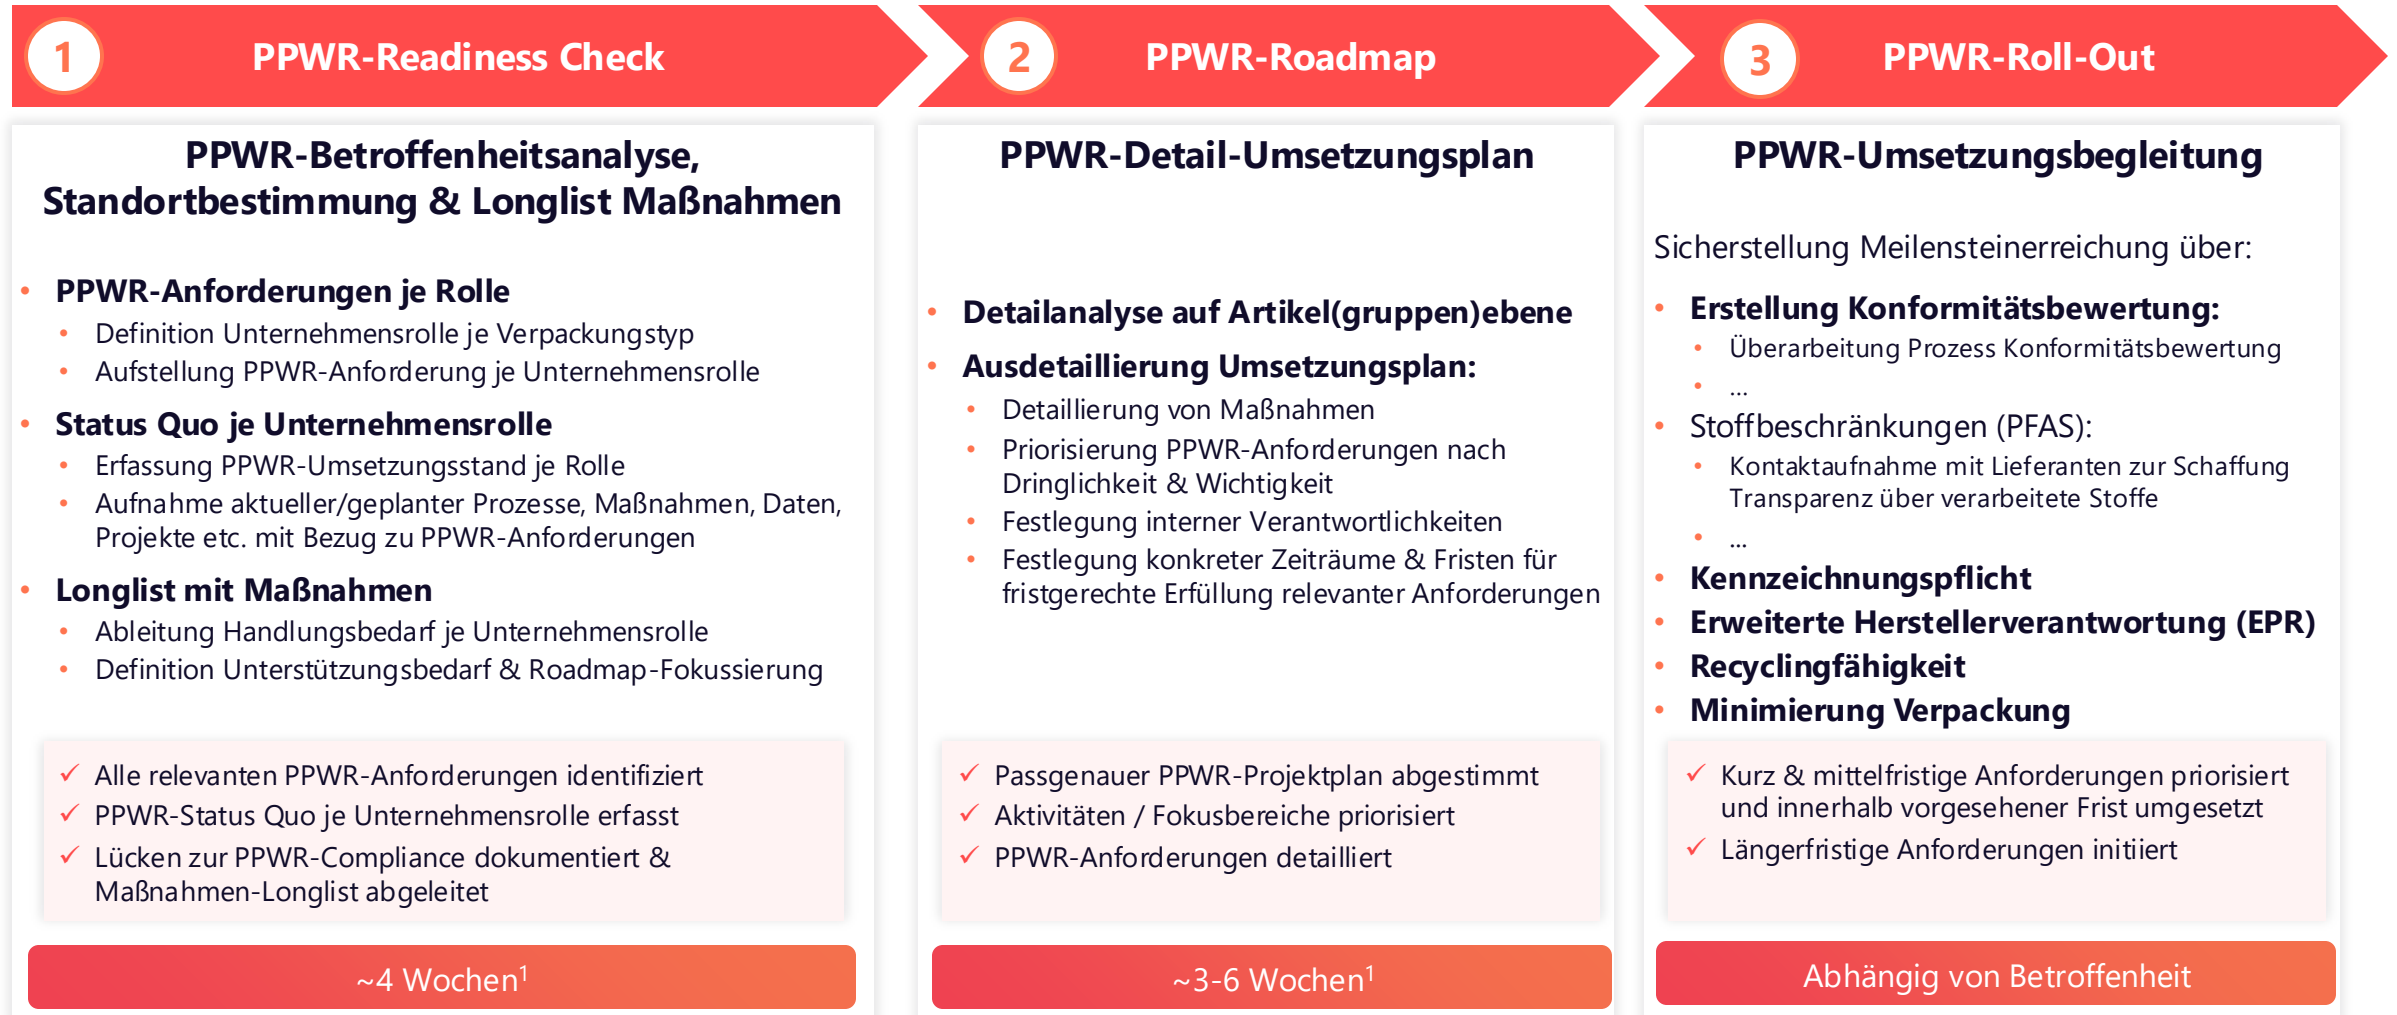 1 PPWR-Readiness Check
PPWR-Betroffenheitsanalyse,
Standortbestimmung & Longlist Maßnahmen
• PPWR-Anforderungen je Rolle
• Definition Unternehmensrolle je Verpackungstyp
• Aufstellung PPWR-Anforderung je Unternehmensrolle
• Status Quo je Unternehmensrolle
• Erfassung PPWR-Umsetzungsstand je Rolle
• Aufnahme aktueller/geplanter Prozesse, Maßnahmen, Daten,
Projekte etc. mit Bezug zu PPWR-Anforderungen
• Longlist mit Maßnahmen
• Ableitung Handlungsbedarf je Unternehmensrolle
• Definition Unterstützungsbedarf & Roadmap-Fokussierung
✓ Alle relevanten PPWR-Anforderungen identifiziert
✓ PPWR-Status Quo je Unternehmensrolle erfasst
✓ Lücken zur PPWR-Compliance dokumentiert &
Maßnahmen-Longlist abgeleitet
~4 Wochen¹
2 PPWR-Roadmap
PPWR-Detail-Umsetzungsplan
• Detailanalyse auf Artikel(gruppen)ebene
• Ausdetaillierung Umsetzungsplan:
• Detaillierung von Maßnahmen
• Priorisierung PPWR-Anforderungen nach
Dringlichkeit & Wichtigkeit
• Festlegung interner Verantwortlichkeiten
• Festlegung konkreter Zeiträume & Fristen für
fristgerechte Erfüllung relevanter Anforderungen
✓ Passgenauer PPWR-Projektplan abgestimmt
✓ Aktivitäten / Fokusbereiche priorisiert
✓ PPWR-Anforderungen detailliert
~3-6 Wochen¹
3 PPWR-Roll-Out
PPWR-Umsetzungsbegleitung
Sicherstellung Meilensteinerreichung über:
• Erstellung Konformitätsbewertung:
• Überarbeitung Prozess Konformitätsbewertung
• ...
• Stoffbeschränkungen (PFAS):
• Kontaktaufnahme mit Lieferanten zur Schaffung
Transparenz über verarbeitete Stoffe
• ...
• Kennzeichnungspflicht
• Erweiterte Herstellerverantwortung (EPR)
• Recyclingfähigkeit
• Minimierung Verpackung
✓ Kurz & mittelfristige Anforderungen priorisiert
und innerhalb vorgesehener Frist umgesetzt
✓ Längerfristige Anforderungen initiiert
Abhängig von Betroffenheit